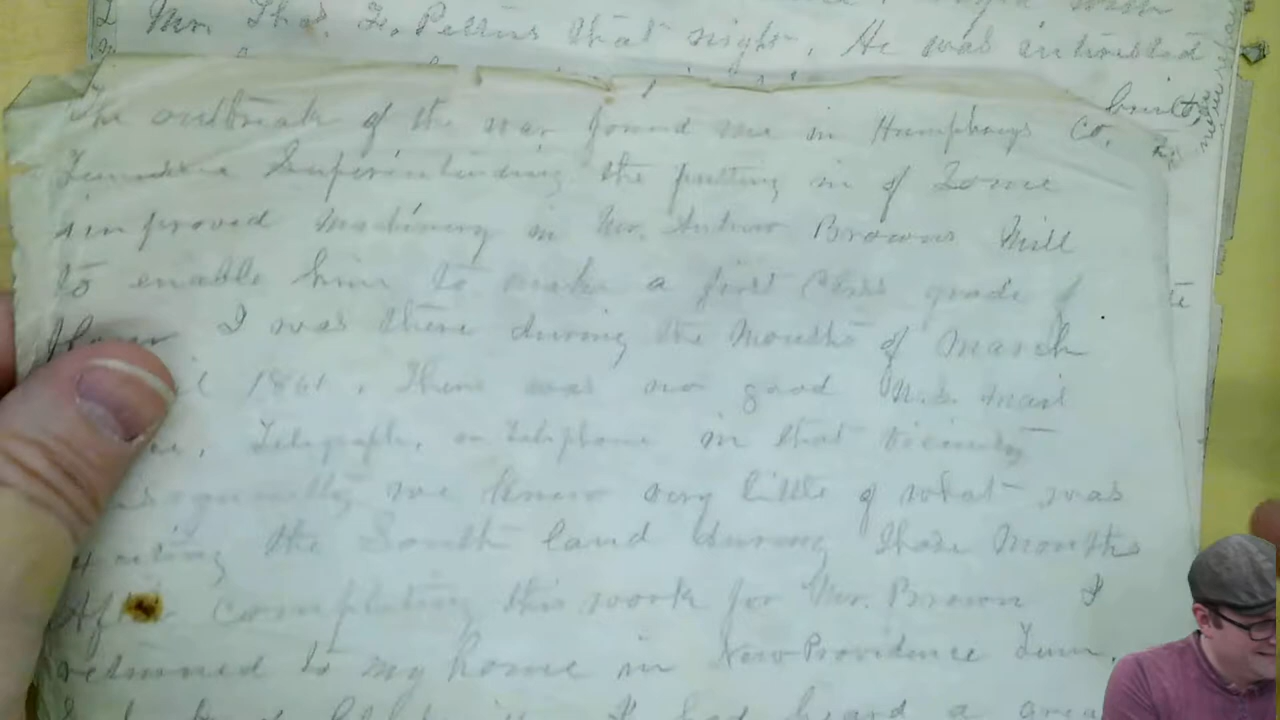 Mr. Thos. F. Pettus that night. He was entrusted
built,
The outbreak of the war found me in Humphreys Co.
Tennessee Superintending the putting in of Some
improved Machinery in Mr. Browns Mill
to enable him to make a first Class grade of
flour I was there during the Months of March
1861. There was no good U.S. Mail
Telegraph, or telephone in that vicinity
we knew very little of what was
the South land during those Months
After Completing this work for Mr. Brown I
returned to my home in New Providence Tenn.
had heard a